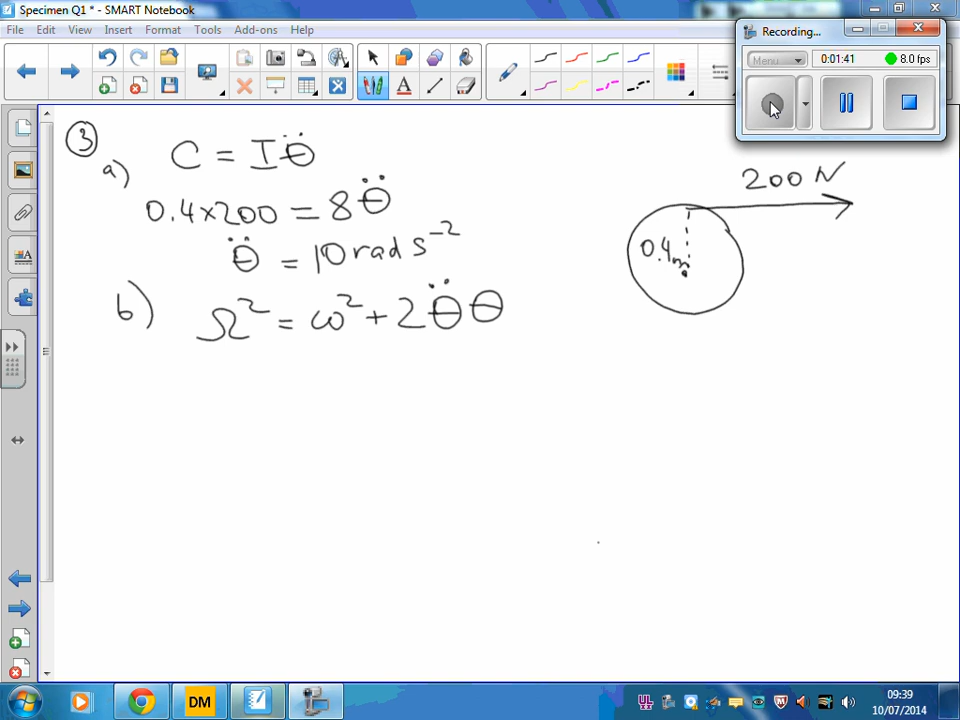 Specimen Q1 * - SMART Notebook
File Edit View Insert Format Tools Add-ons Help
Recording...
Menu
0:01:41
8.0 fps
③
a) C = Iθ̈
0.4×200 = 8θ̈
θ̈ = 10 rad s⁻²
b) Ω² = ω² + 2θ̈θ
200 N
0.4m
DM
09:39
10/07/2014